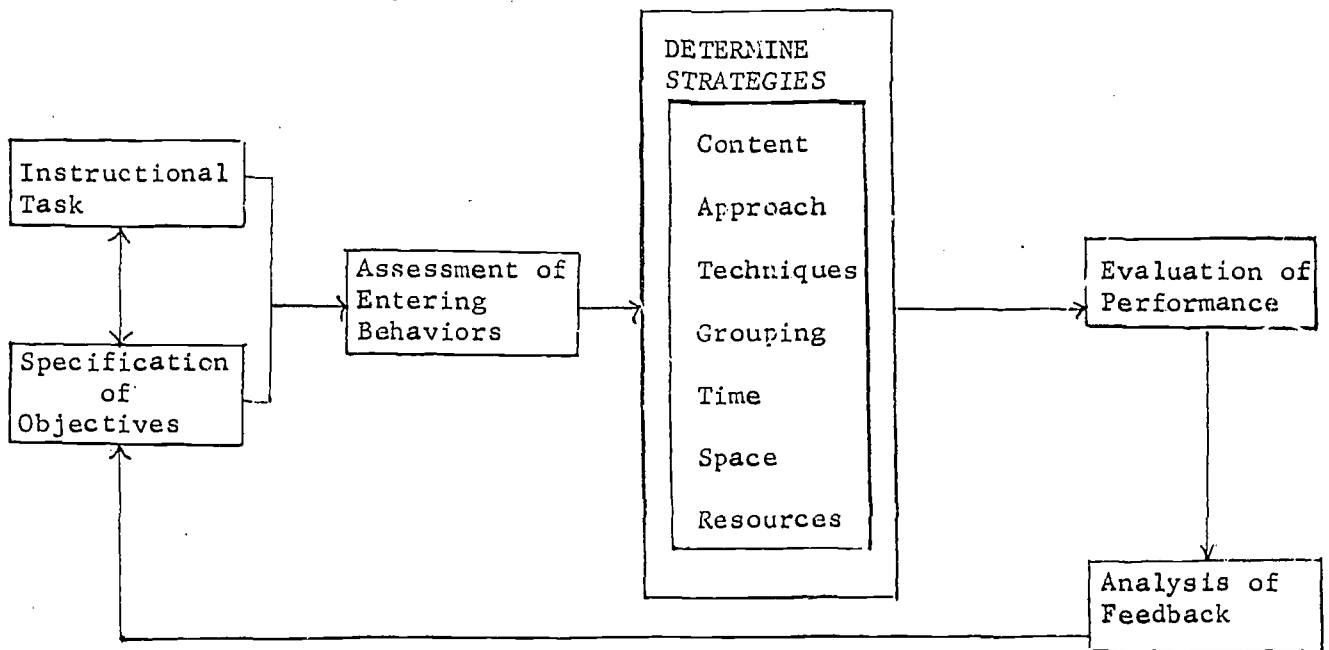 Instructional
Task
Specification
of
Objectives
Assessment of
Entering
Behaviors
DETERMINE
STRATEGIES
Content
Approach
Techniques
Grouping
Time
Space
Resources
Evaluation of
Performance
Analysis of
Feedback